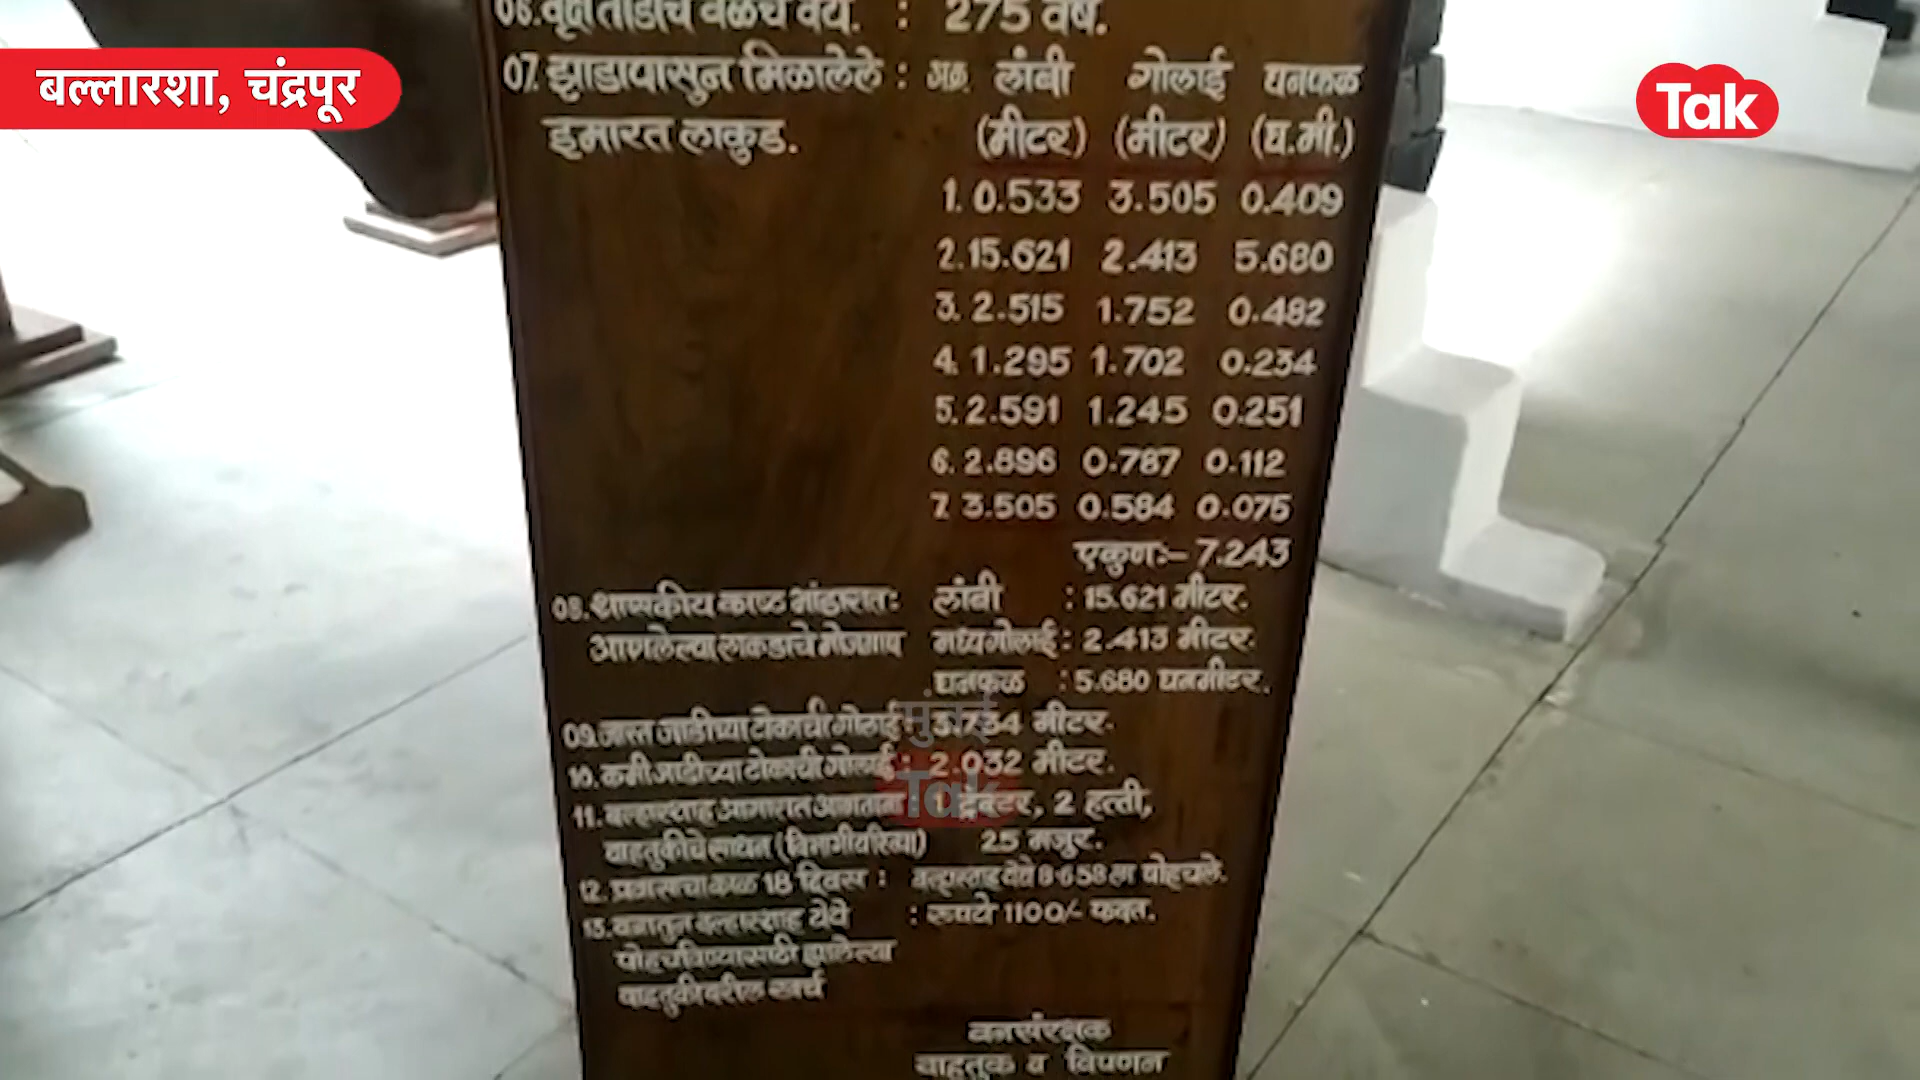 बल्लारशा, चंद्रपूर
Tak
06. वृक्ष तोडीचे वेळेचे वय. : 275 वर्षे.
07. झाडापासुन मिळालेले : अक्र. लांबी गोलाई घनफळ
इमारत लाकुड. (मीटर) (मीटर) (घ.मी.)
1. 0.533 3.505 0.409
2. 15.621 2.413 5.680
3. 2.515 1.752 0.482
4. 1.295 1.702 0.234
5. 2.591 1.245 0.251
6. 2.896 0.787 0.112
7. 3.505 0.584 0.075
एकुण:- 7.243
08. शासकीय काष्ठ भांडारात: लांबी : 15.621 मीटर.
आणलेल्या लाकडाचे मोजमाप मध्यगोलाई : 2.413 मीटर.
घनफळ : 5.680 घनमीटर.
09. जास्त जाडीच्या टोकाची गोलाई : 3.734 मीटर.
10. कमी जाडीच्या टोकाची गोलाई : 2.032 मीटर.
11. बल्हारशाह आगारात आणताना : 1 ट्रॅक्टर, 2 हत्ती,
वाहतुकीचे साधन (विभागीयरित्या) 25 मजुर.
12. प्रवासाचा काळ 18 दिवस : बल्हारशाह येथे 8.6.58 ला पोहचले.
13. बल्हारशाह येथे : रूपये 1100/- फक्त.
पोहचविण्यासाठी झालेल्या
वाहतुकीवरील खर्च
वनसंरक्षक
वाहतुक व विपणन
मुंबई
Tak